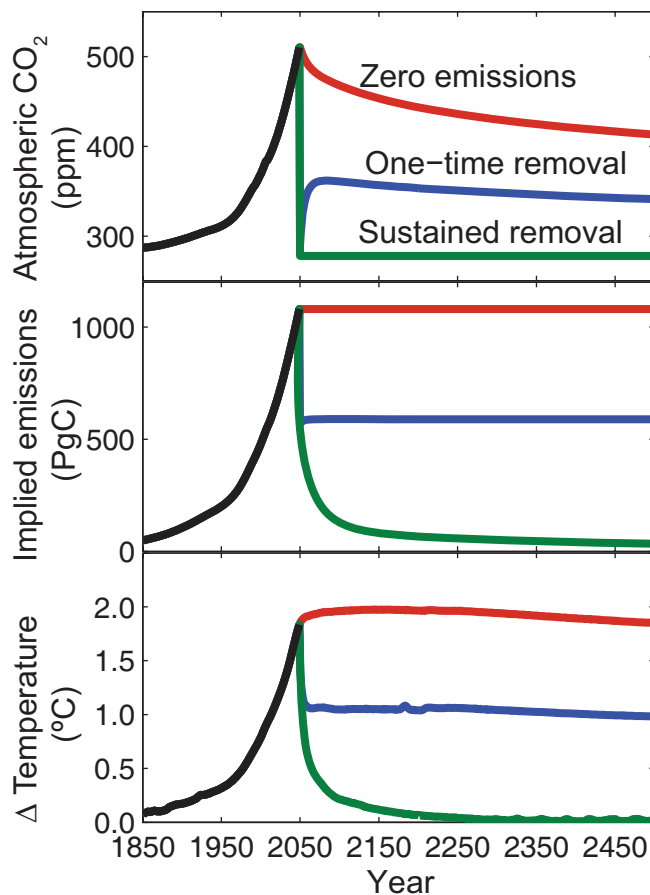 Atmospheric CO₂
(ppm)
500
400
300
Zero emissions
One−time removal
Sustained removal
Implied emissions
(PgC)
1000
500
0
Δ Temperature
(ºC)
2.0
1.5
1.0
0.5
0.0
1850 1950 2050 2150 2250 2350 2450
Year